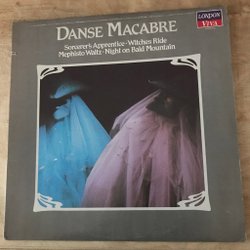 DANSE MACABRE
Sorcerer's Apprentice · Witches Ride
Mephisto Waltz · Night on Bald Mountain
LONDON
VIVA